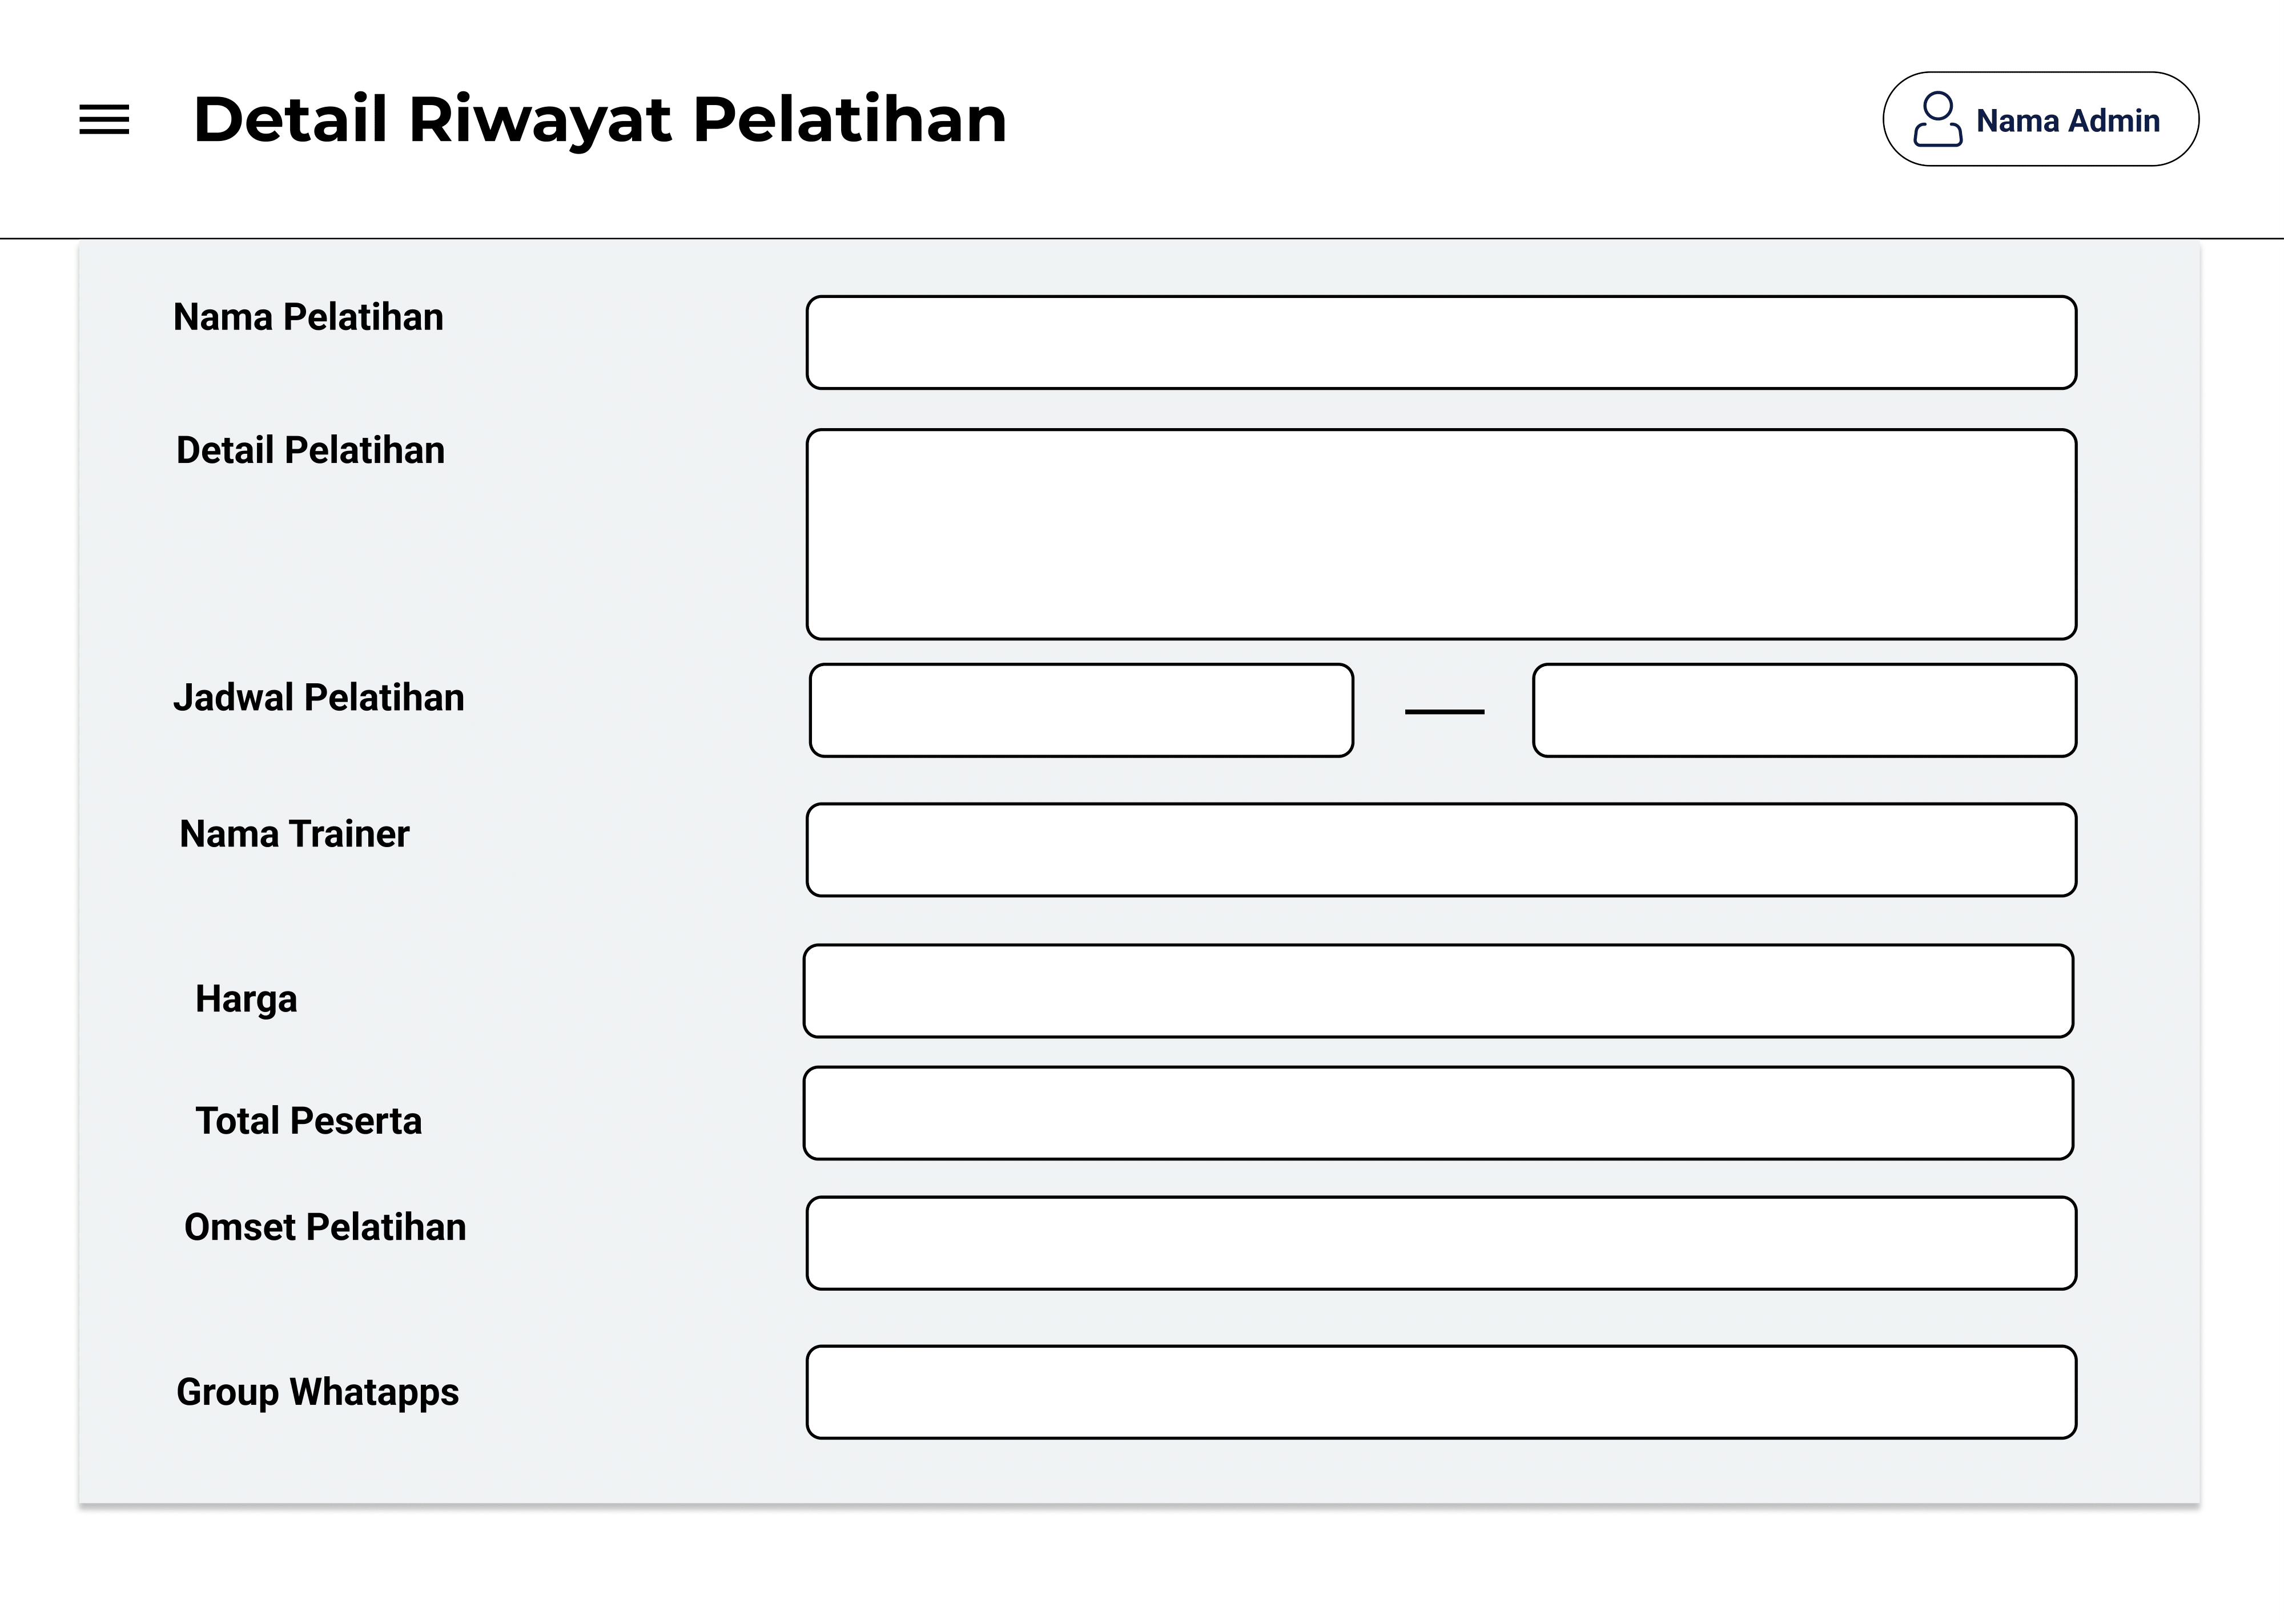 Detail Riwayat Pelatihan
Nama Admin
Nama Pelatihan
Detail Pelatihan
Jadwal Pelatihan
Nama Trainer
Harga
Total Peserta
Omset Pelatihan
Group Whatapps